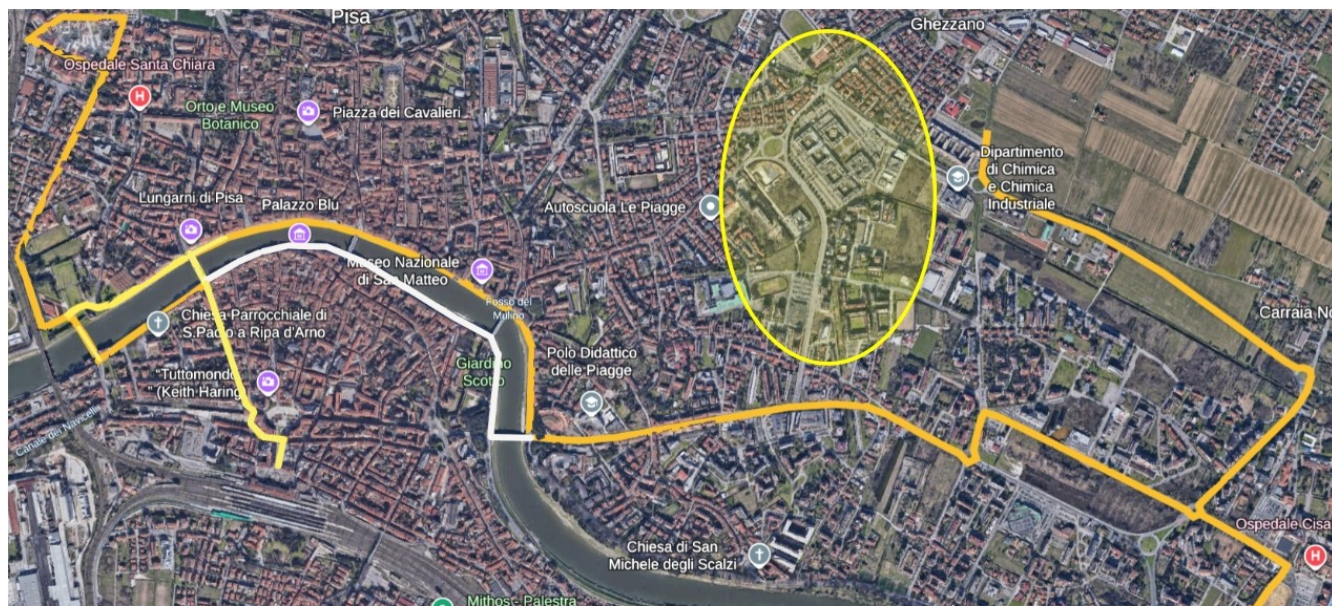 Pisa
Ghezzano
Ospedale Santa Chiara
Orto e Museo
Botanico
Piazza dei Cavalieri
Dipartimento
di Chimica
e Chimica
Industriale
Lungarni di Pisa
Palazzo Blu
Autoscuola Le Piagge
Museo Nazionale
di San Matteo
Fosso del
Mulino
Chiesa Parrocchiale di
S.Paolo a Ripa d'Arno
Carraia No
"Tuttomondo
" (Keith Haring)
Giardino
Scotto
Polo Didattico
delle Piagge
Canale dei Navicelli
Ospedale Cisa
Chiesa di San
Michele degli Scalzi
Mithos - Palestra